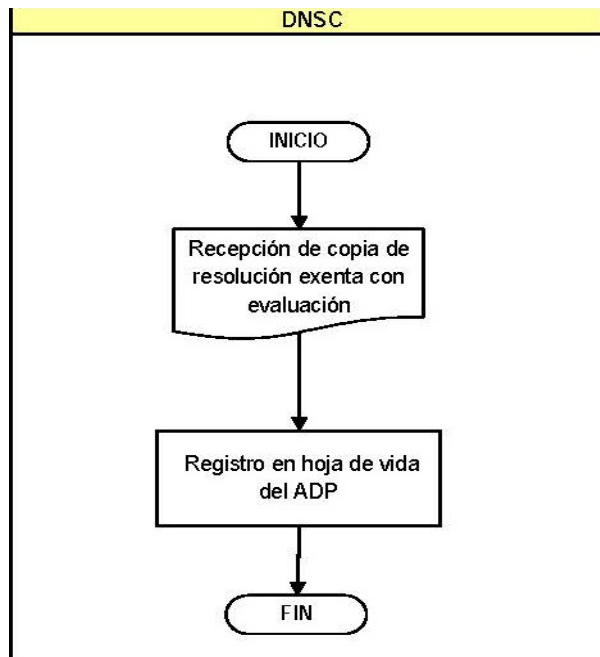 DNSC
INICIO
Recepción de copia de
resolución exenta con
evaluación
Registro en hoja de vida
del ADP
FIN